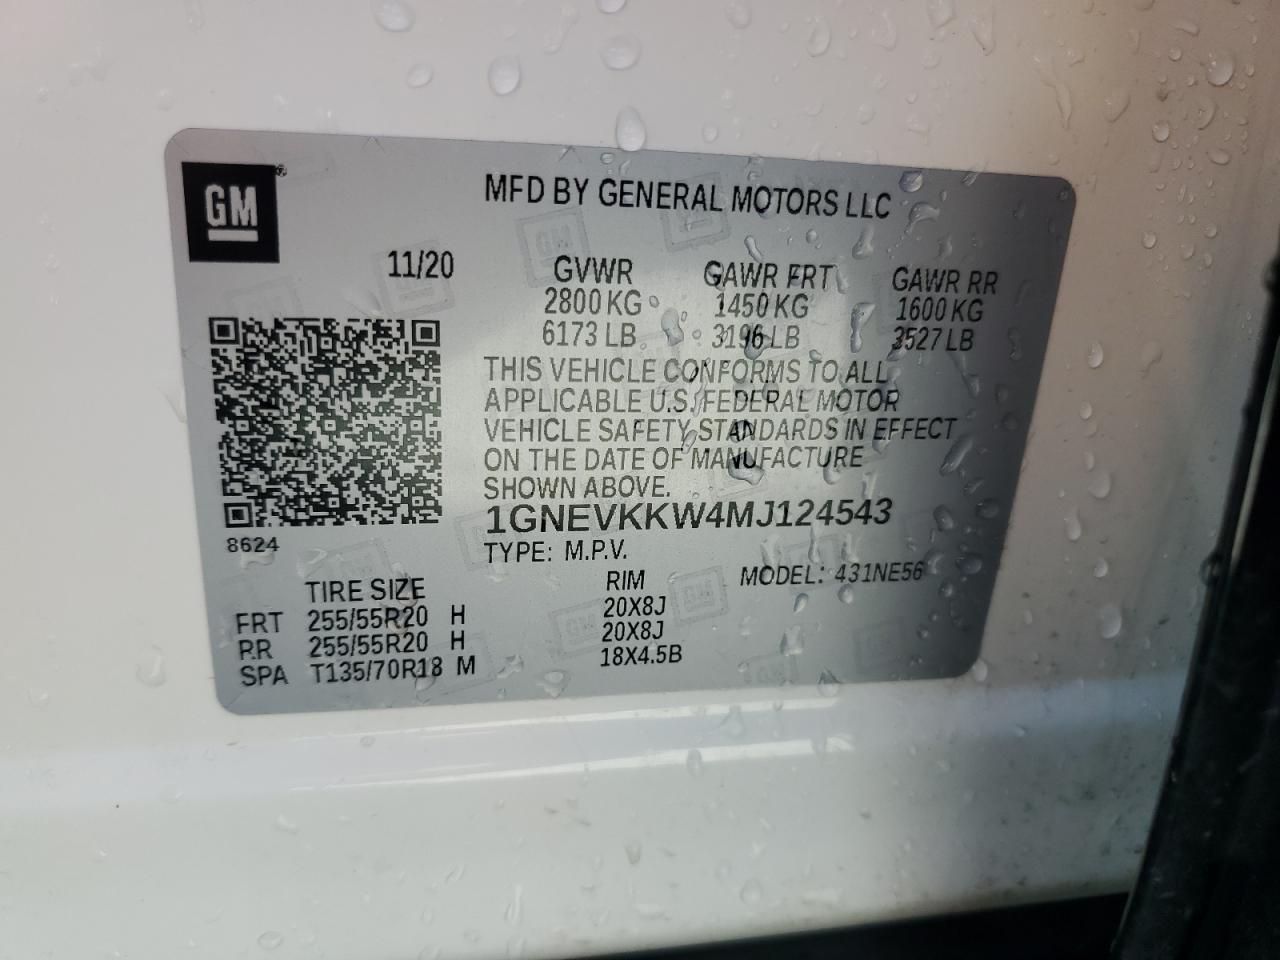 GM®
MFD BY GENERAL MOTORS LLC
11/20 GVWR GAWR FRT GAWR RR
2800 KG 1450 KG 1600 KG
6173 LB 3196 LB 3527 LB
THIS VEHICLE CONFORMS TO ALL
APPLICABLE U.S. FEDERAL MOTOR
VEHICLE SAFETY STANDARDS IN EFFECT
ON THE DATE OF MANUFACTURE
SHOWN ABOVE.
1GNEVKKW4MJ124543
8624
TYPE: M.P.V. MODEL: 431NE56
TIRE SIZE RIM
FRT 255/55R20 H 20X8J
RR 255/55R20 H 20X8J
SPA T135/70R18 M 18X4.5B